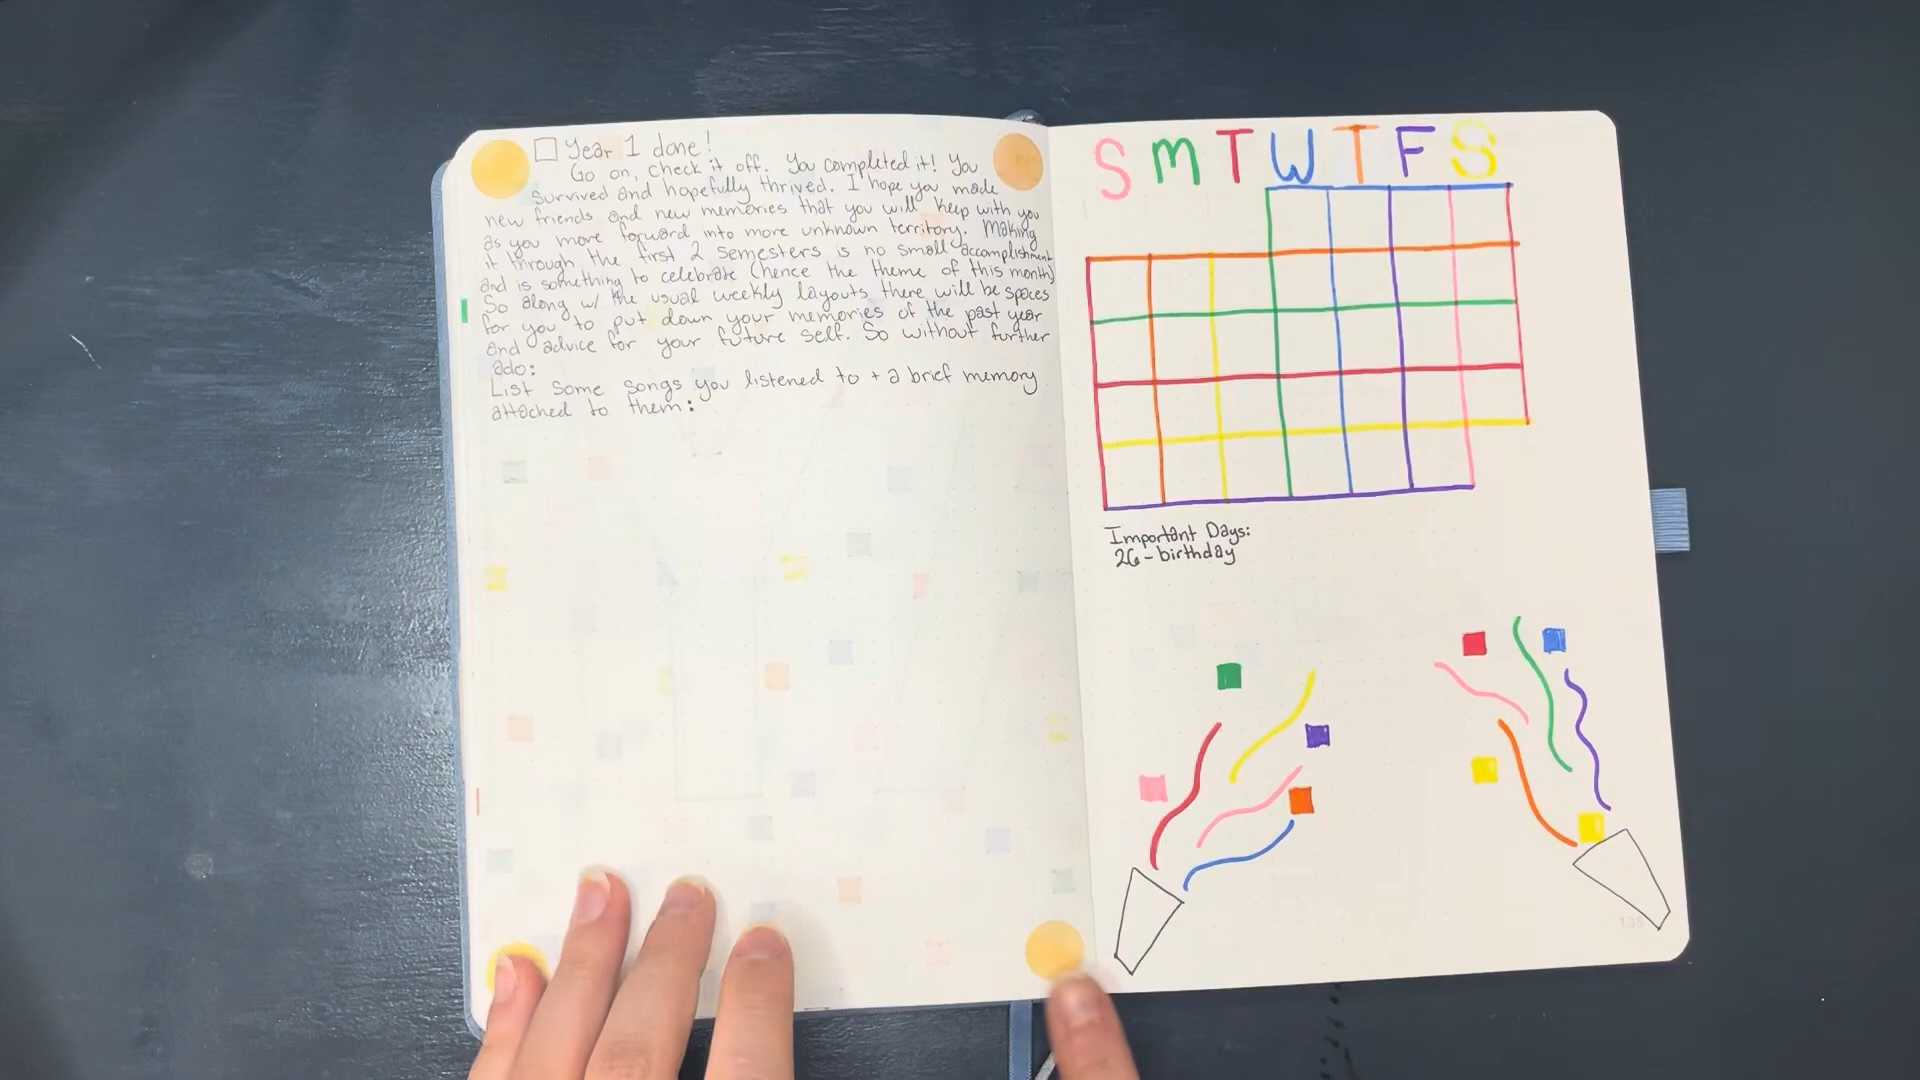 Year 1 done!
Go on, check it off. You completed it! You
survived and hopefully thrived. I hope you made
new friends and new memories that you will keep with you
as you move forward into more unknown territory. Making
it through the first 2 semesters is no small accomplishment
and is something to celebrate (hence the theme of this month)
So along w/ the usual weekly layouts there will be spaces
for you to put down your memories of the past year
and advice for your future self. So without further
ado:
List some songs you listened to + a brief memory
attached to them:
S M T W T F S
Important Days:
26-birthday